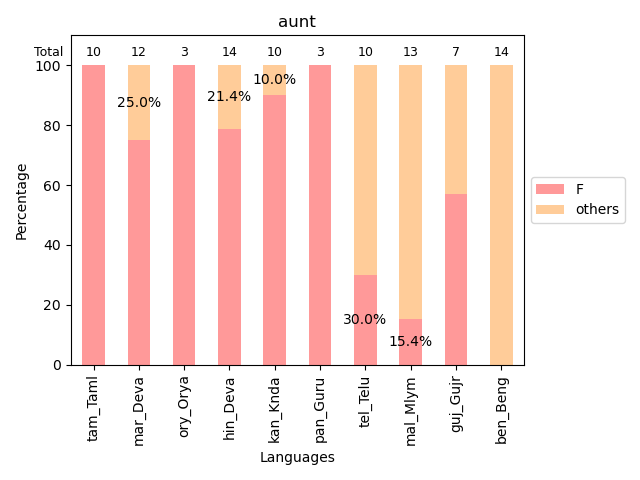 aunt
Total 10 12 3 14 10 3 10 13 7 14
100
80
60
40
20
0
Percentage
25.0%
21.4%
10.0%
30.0%
15.4%
F
others
tam_Taml
mar_Deva
ory_Orya
hin_Deva
kan_Knda
pan_Guru
tel_Telu
mal_Mlym
guj_Gujr
ben_Beng
Languages